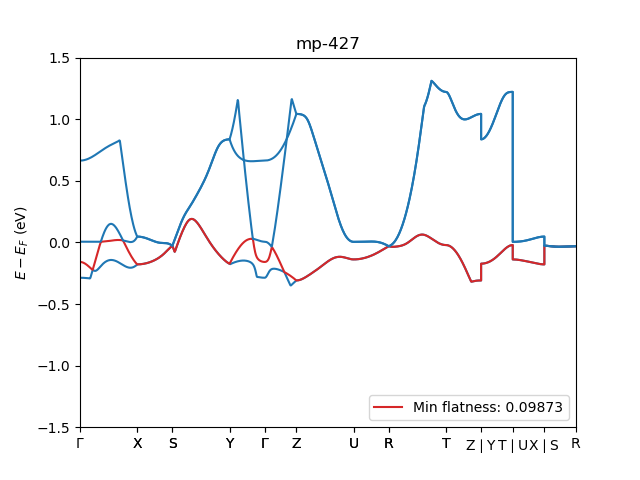 mp-427
1.5
1.0
0.5
0.0
−0.5
−1.0
−1.5
E − E_F (eV)
Min flatness: 0.09873
Γ X S Y Γ Z U R T Z | Y T | U X | S R